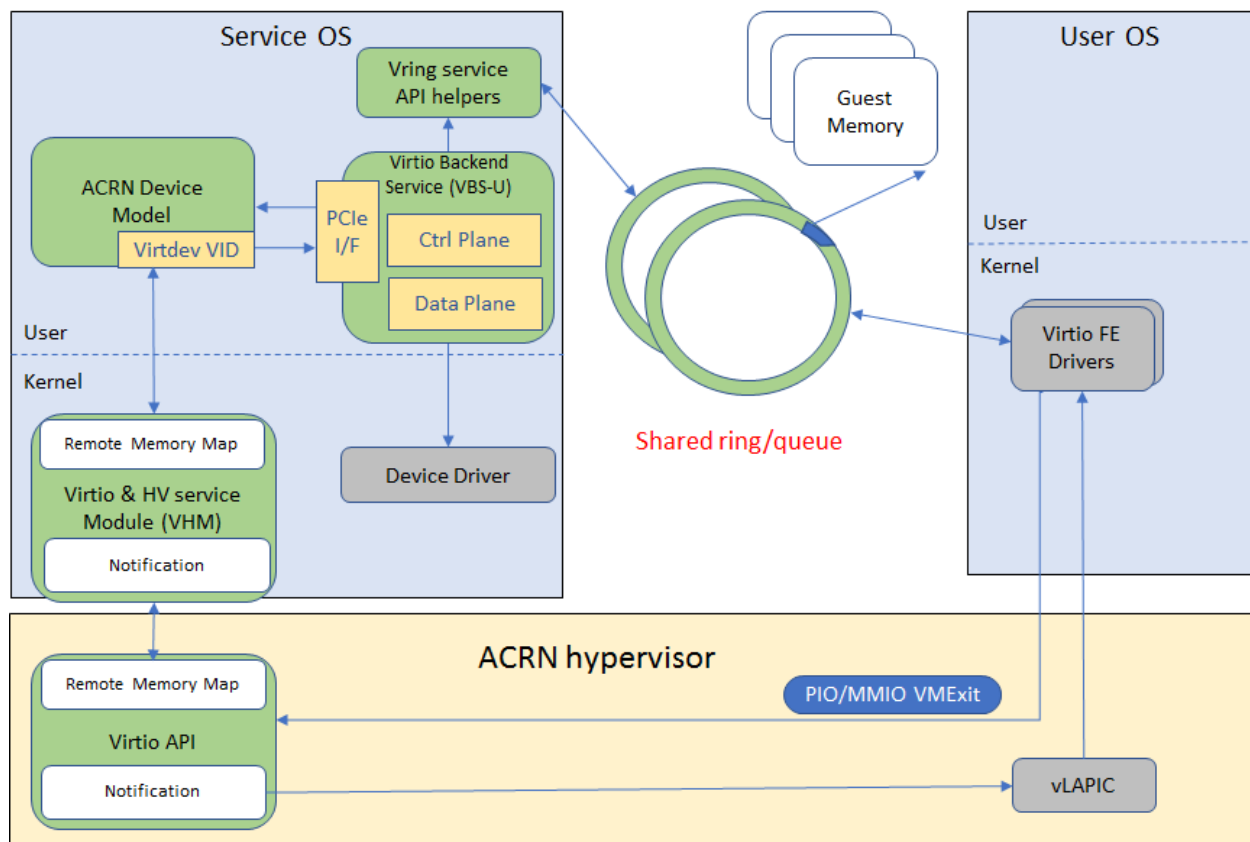 Service OS
User OS
Vring service
API helpers
Guest
Memory
Virtio Backend
Service (VBS-U)
ACRN Device
Model
PCIe
I/F
Virtdev VID
Ctrl Plane
Data Plane
User
Kernel
User
Kernel
Virtio FE
Drivers
Shared ring/queue
Remote Memory Map
Virtio & HV service
Module (VHM)
Notification
Device Driver
ACRN hypervisor
Remote Memory Map
Virtio API
Notification
PIO/MMIO VMExit
vLAPIC